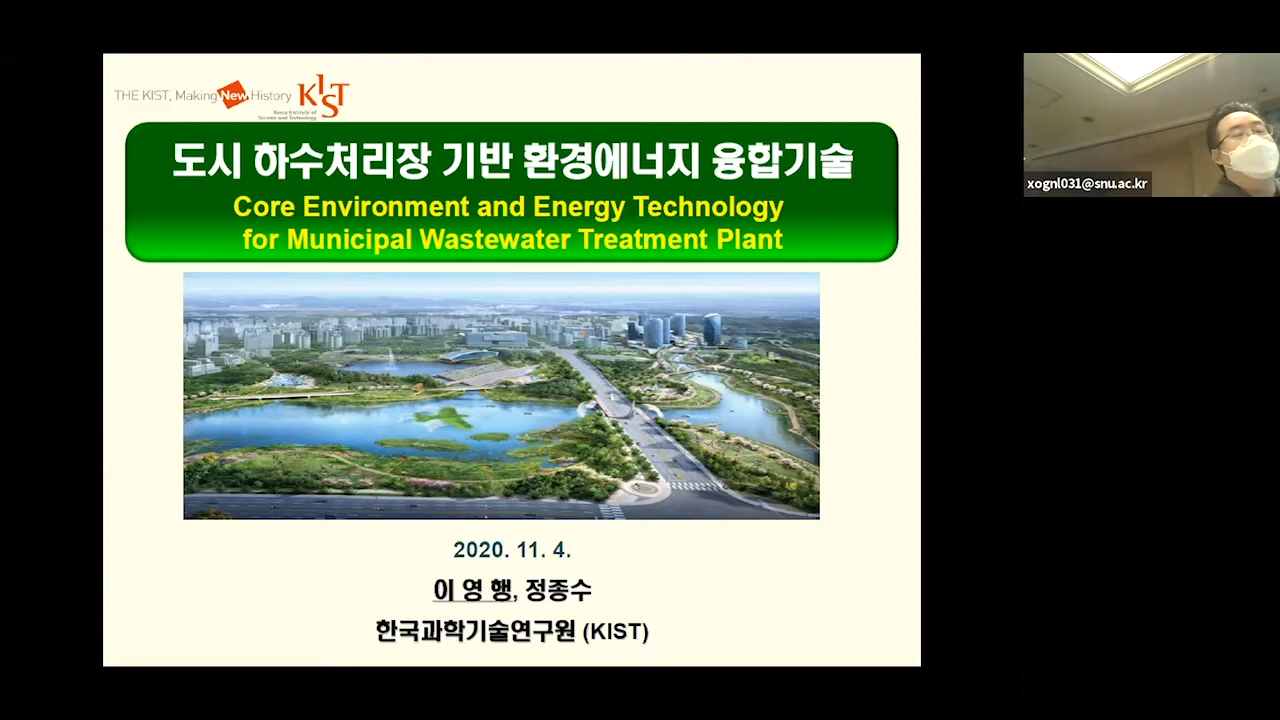 THE KIST, Making New History KIST
Korea Institute of
Science and Technology
도시 하수처리장 기반 환경에너지 융합기술
Core Environment and Energy Technology
for Municipal Wastewater Treatment Plant
2020. 11. 4.
이 영 행, 정종수
한국과학기술연구원 (KIST)
xognl031@snu.ac.kr